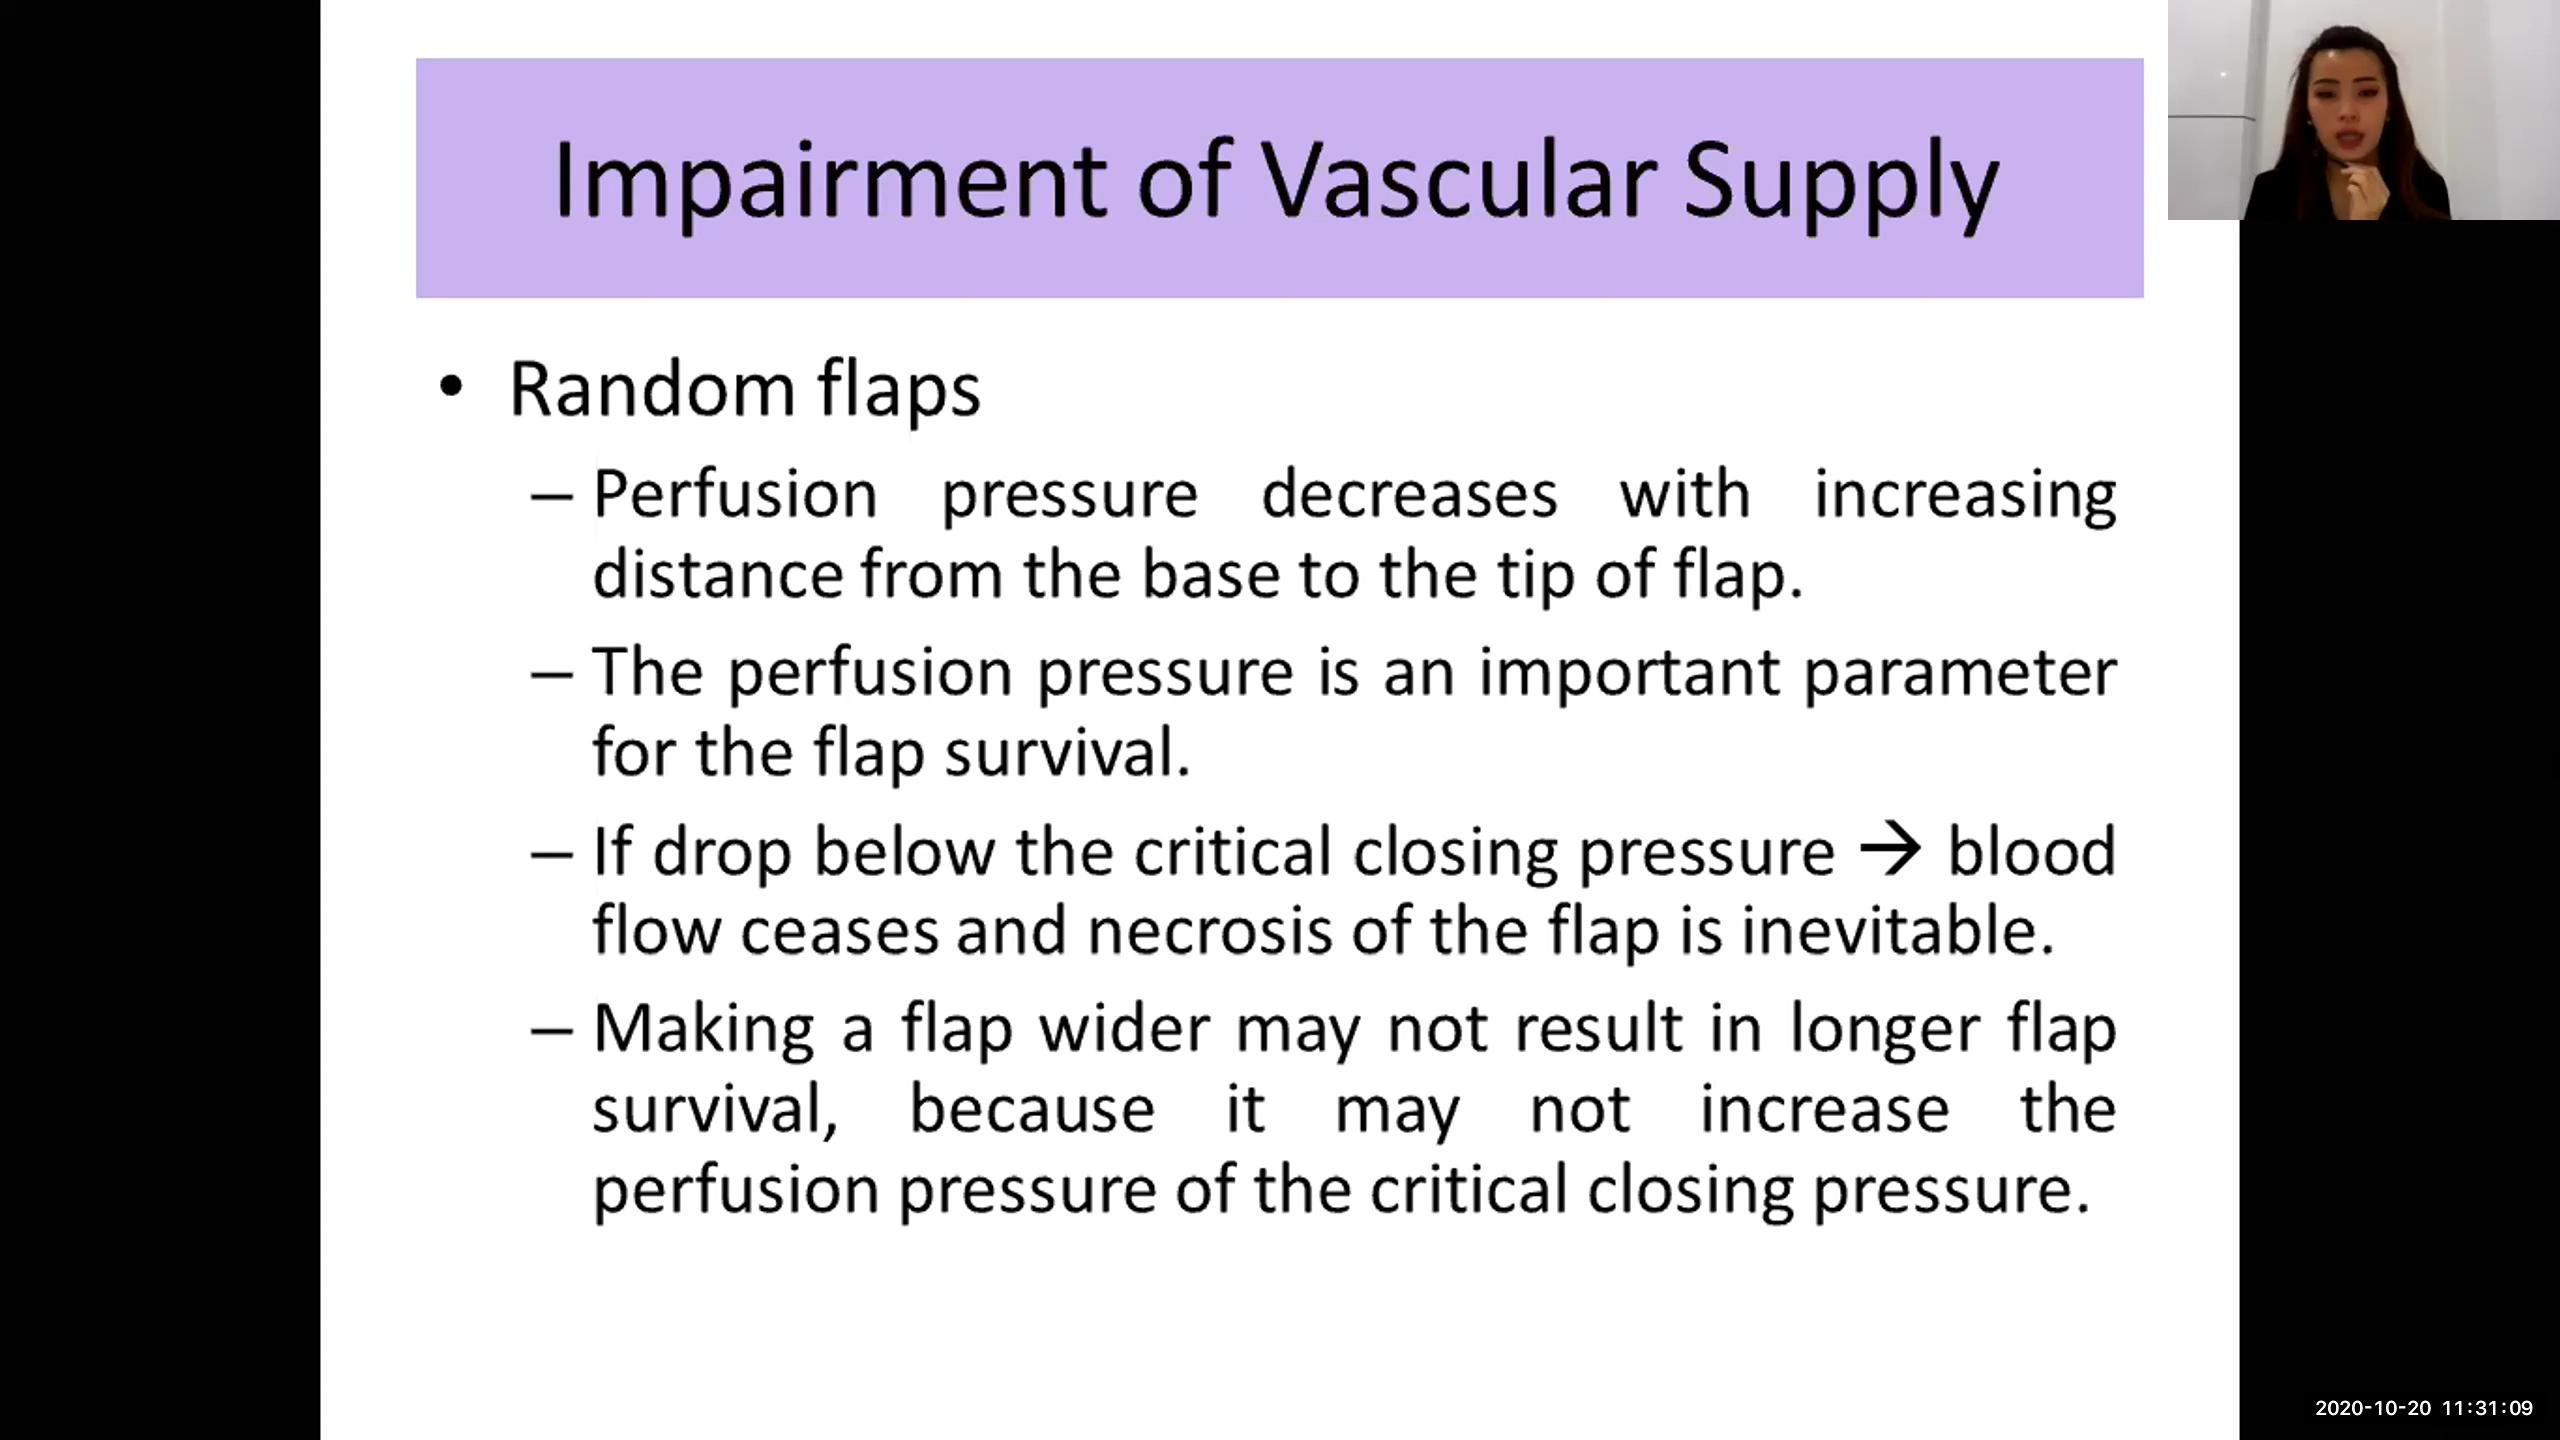 Impairment of Vascular Supply
• Random flaps
– Perfusion pressure decreases with increasing
distance from the base to the tip of flap.
– The perfusion pressure is an important parameter
for the flap survival.
– If drop below the critical closing pressure → blood
flow ceases and necrosis of the flap is inevitable.
– Making a flap wider may not result in longer flap
survival, because it may not increase the
perfusion pressure of the critical closing pressure.
2020-10-20 11:31:09